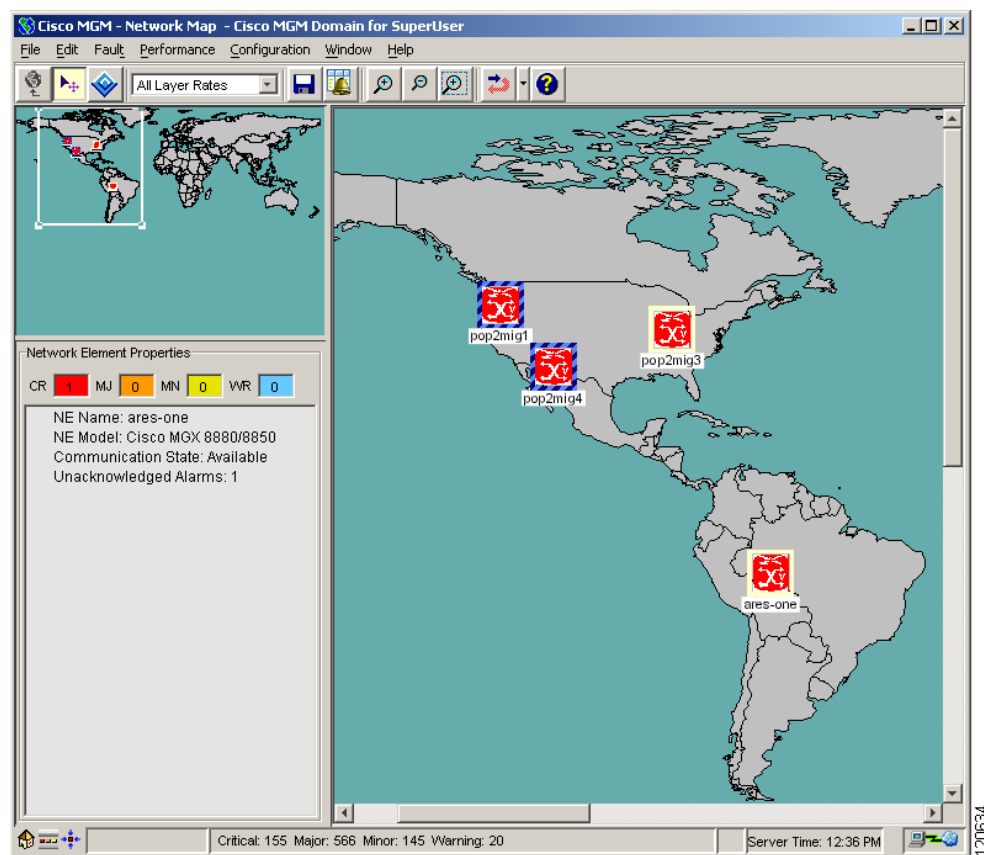 Cisco MGM - Network Map - Cisco MGM Domain for SuperUser
File Edit Fault Performance Configuration Window Help
All Layer Rates
pop2mig1
pop2mig3
pop2mig4
ares-one
Network Element Properties
CR 1 MJ 0 MN 0 WR 0
NE Name: ares-one
NE Model: Cisco MGX 8880/8850
Communication State: Available
Unacknowledged Alarms: 1
Critical: 155 Major: 566 Minor: 145 Warning: 20
Server Time: 12:36 PM
120634